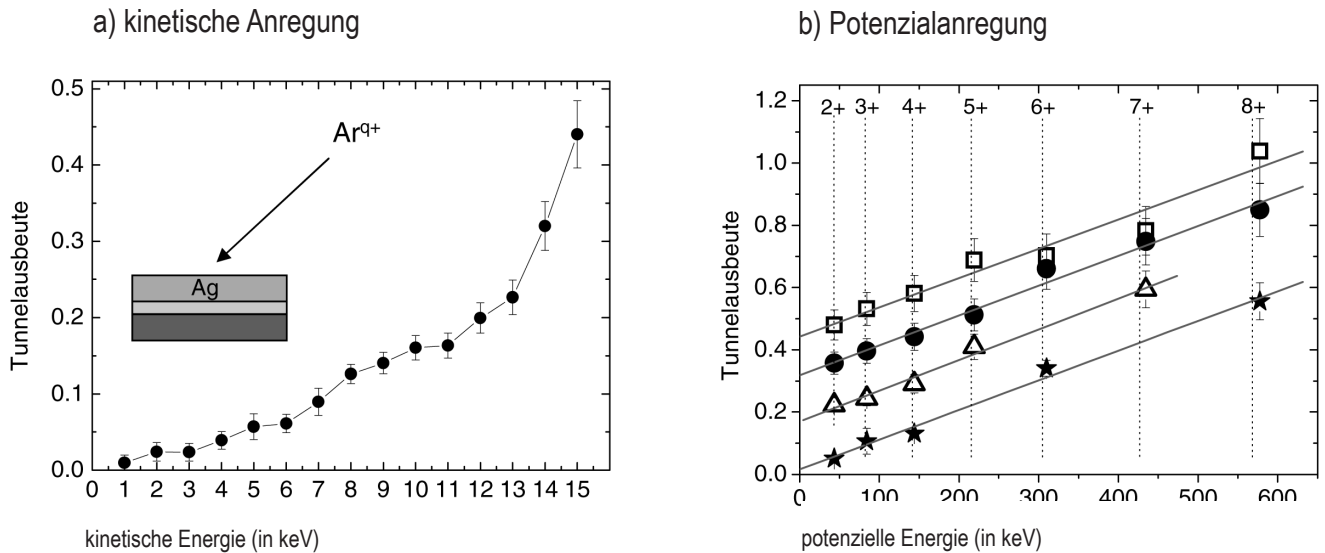 a) kinetische Anregung
0.5
0.4
0.3
0.2
0.1
0.0
Tunnelausbeute
Ar^q+
Ag
0 1 2 3 4 5 6 7 8 9 10 11 12 13 14 15
kinetische Energie (in keV)
b) Potenzialanregung
1.2
1.0
0.8
0.6
0.4
0.2
0.0
Tunnelausbeute
2+ 3+ 4+ 5+ 6+ 7+ 8+
0 100 200 300 400 500 600
potenzielle Energie (in keV)